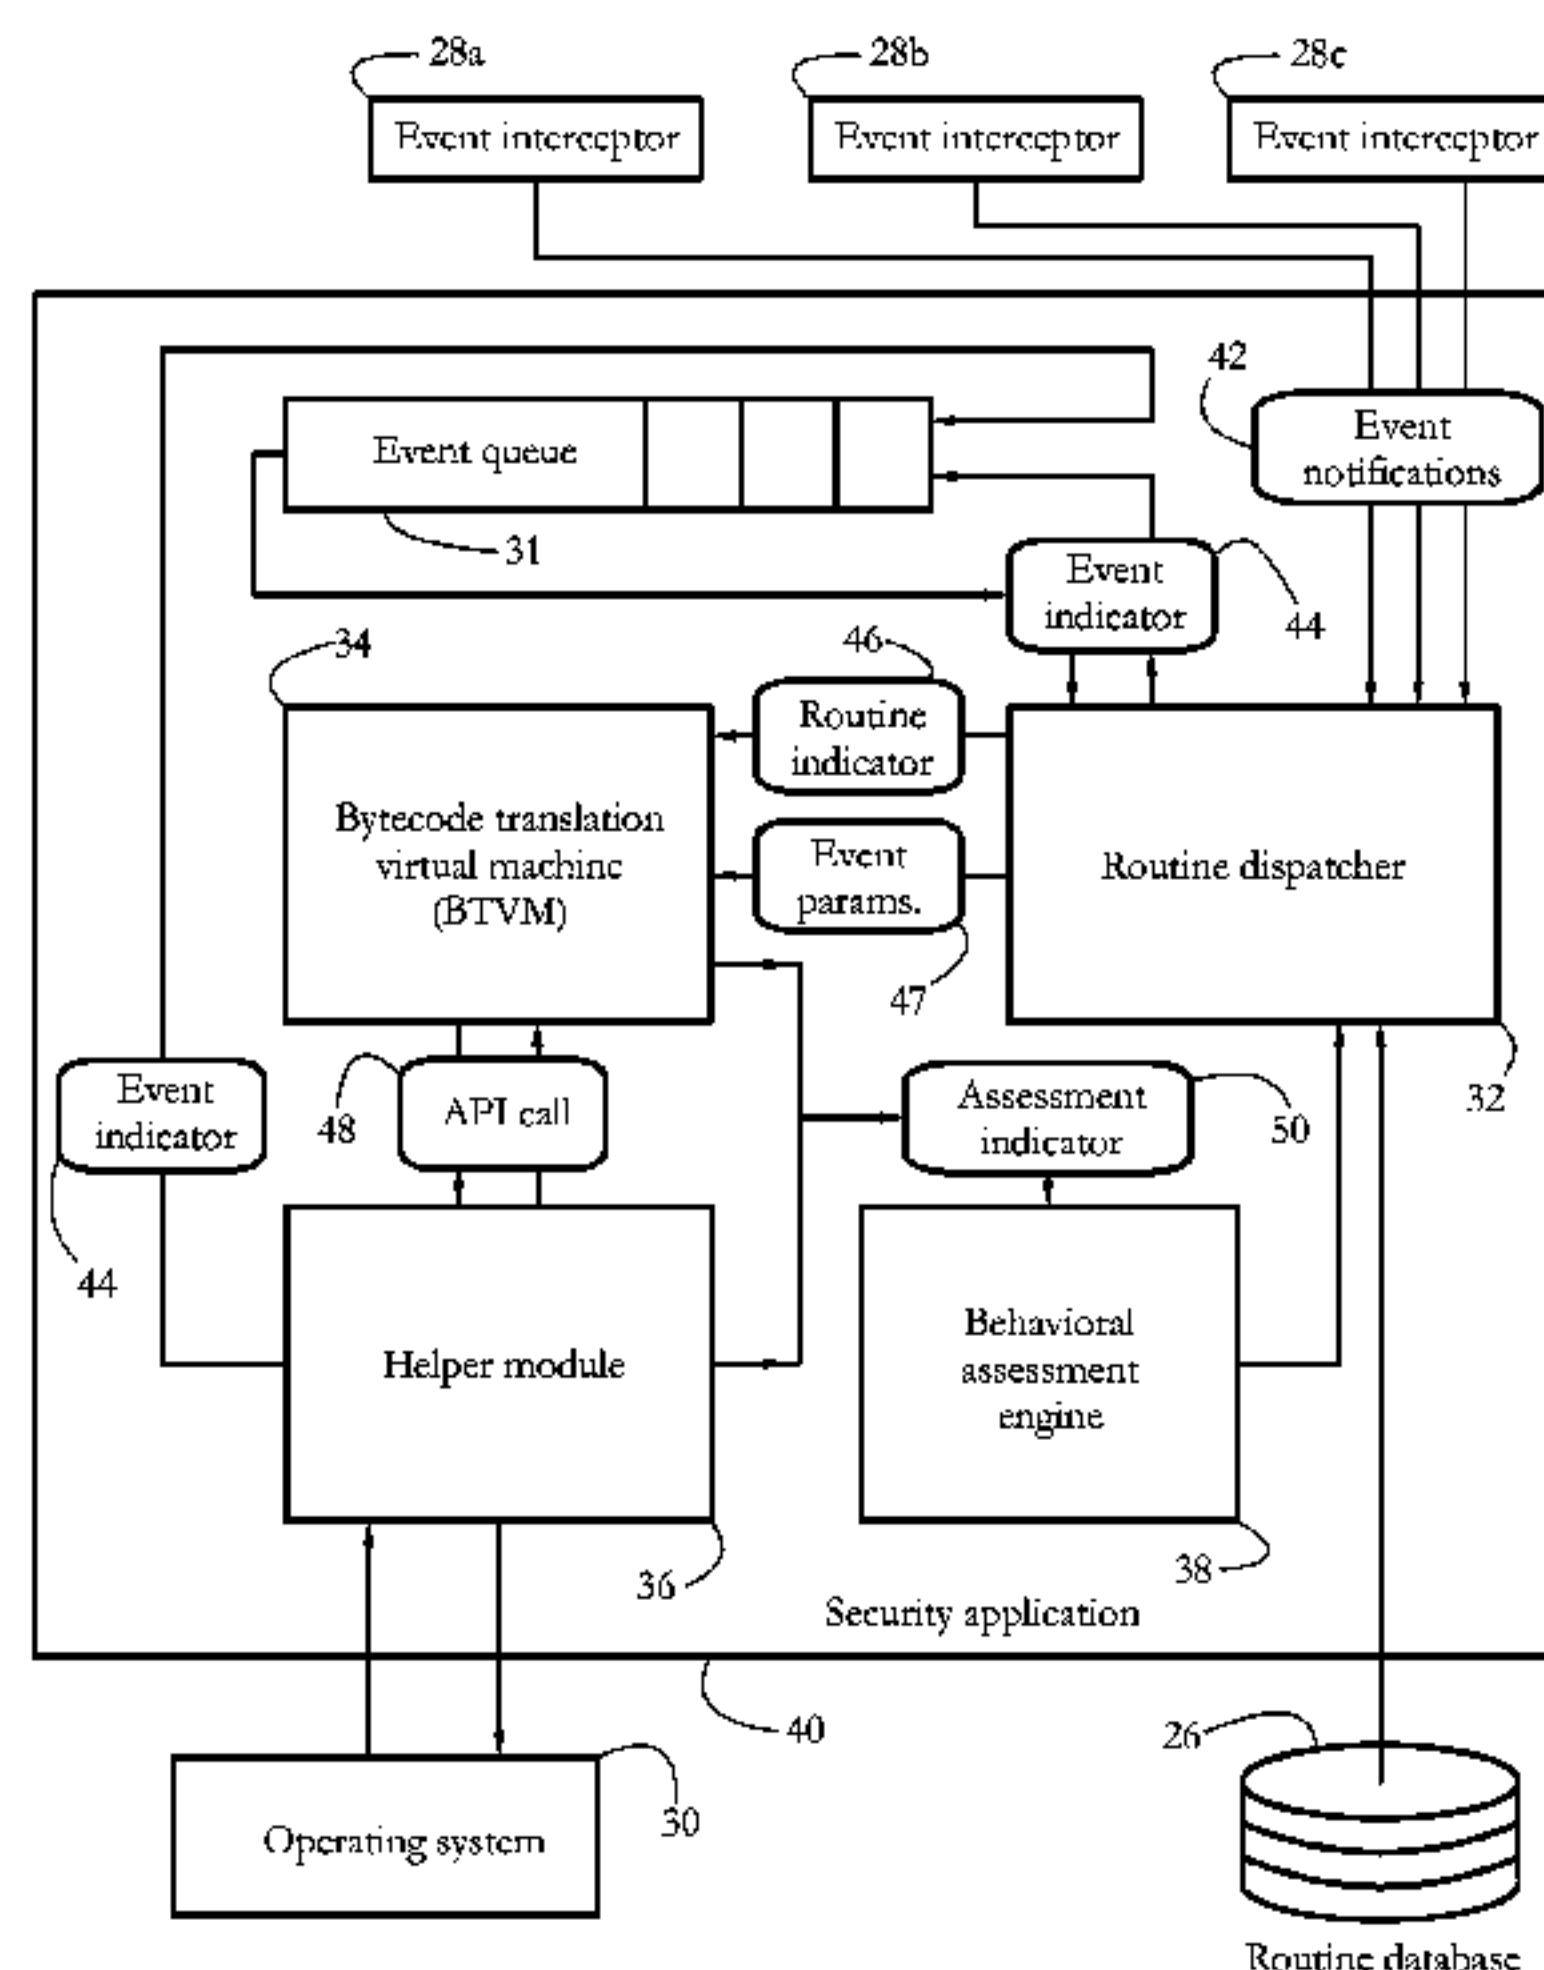 28a
28b
28c
Event interceptor
Event interceptor
Event interceptor
42
Event
notifications
Event queue
31
Event
indicator
44
34
46
Routine
indicator
Bytecode translation
virtual machine
(BTVM)
Event
params.
Routine dispatcher
47
Event
indicator
48
API call
Assessment
indicator
50
32
44
Helper module
Behavioral
assessment
engine
36
38
Security application
40
26
30
Operating system
Routine database